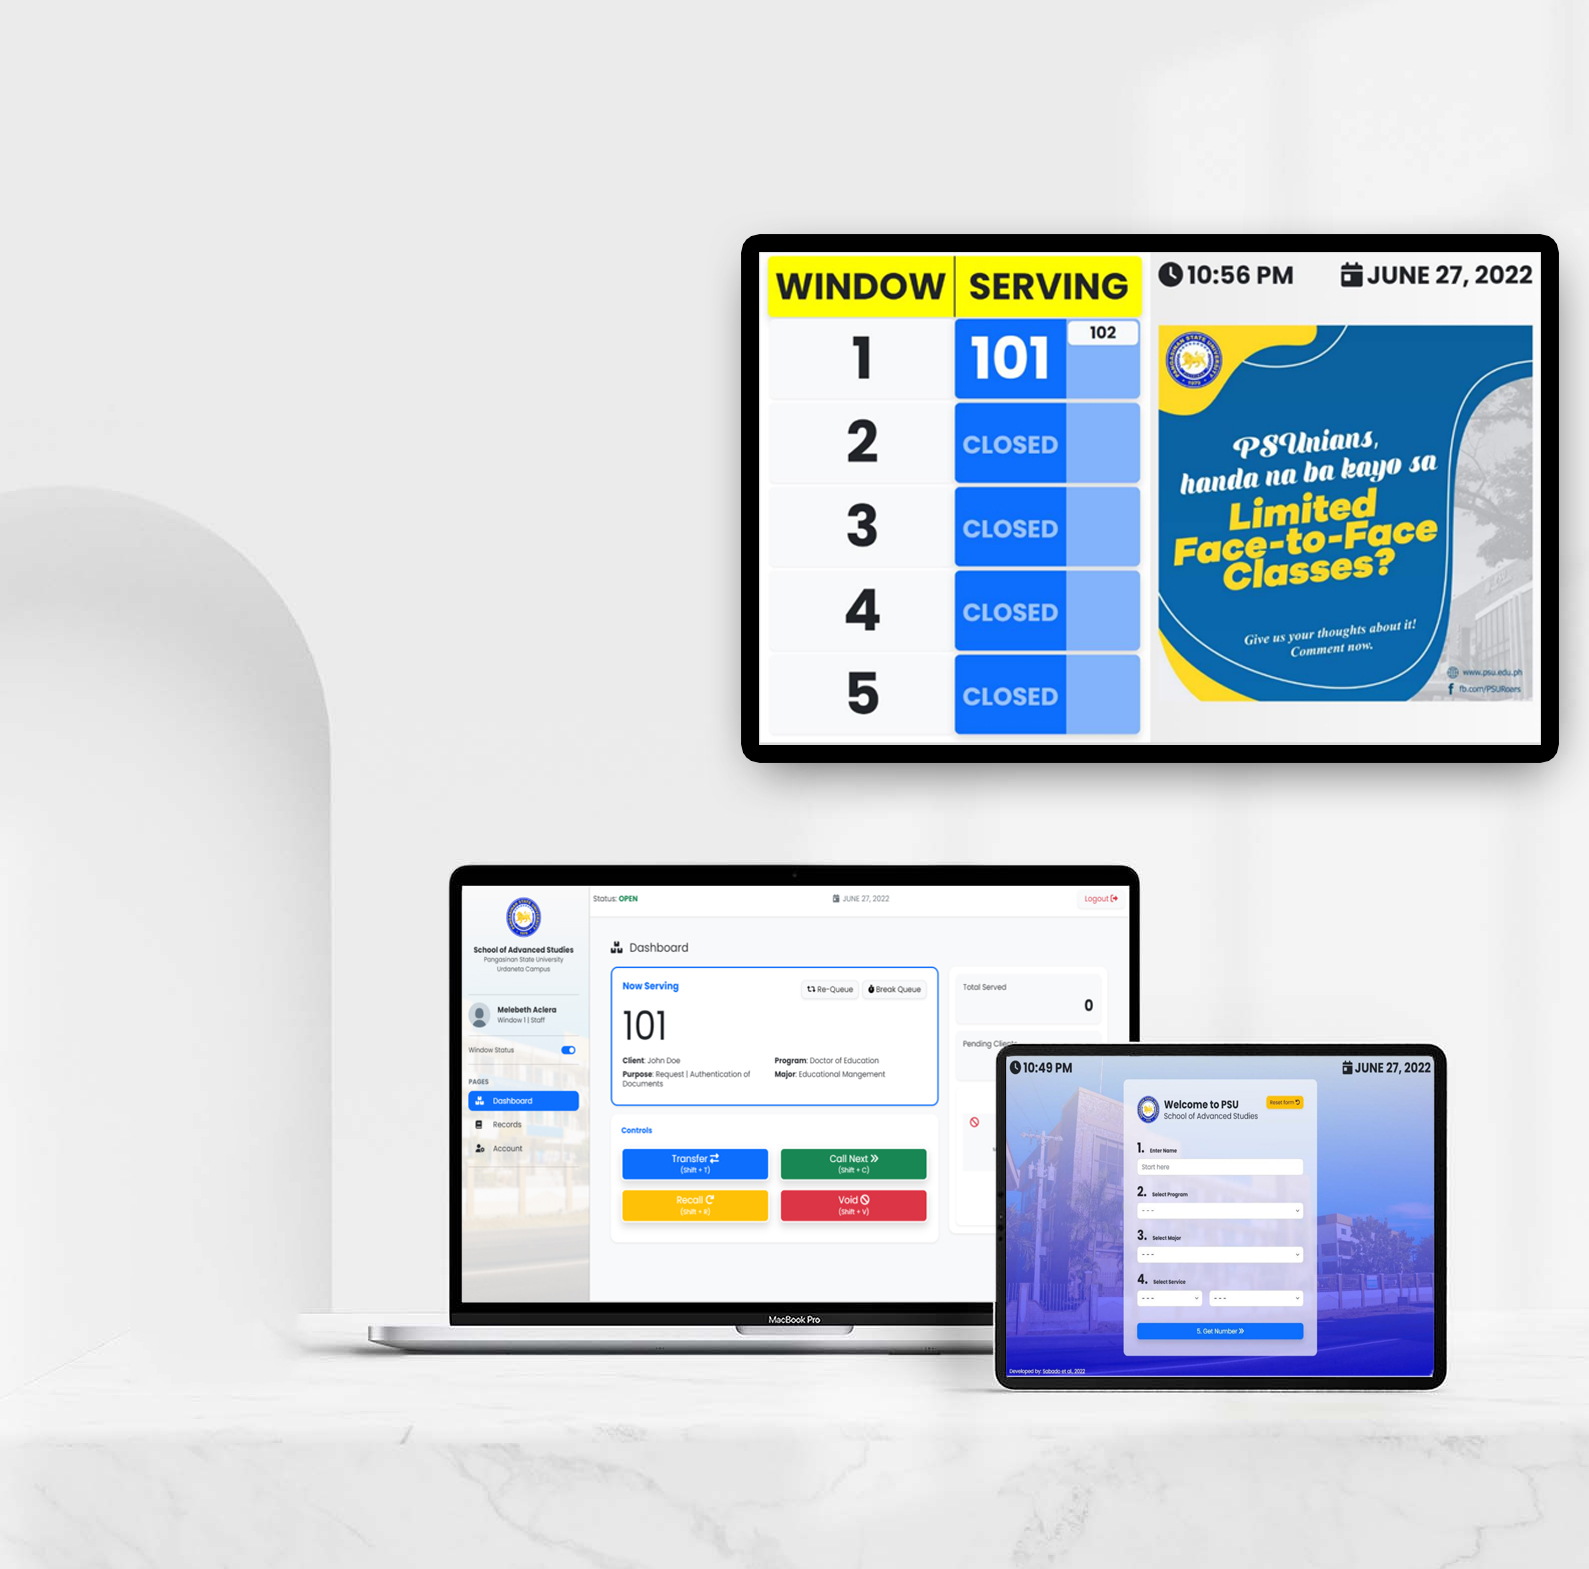 WINDOW SERVING
1 101 102
2 CLOSED
3 CLOSED
4 CLOSED
5 CLOSED
10:56 PM JUNE 27, 2022
PANGASINAN STATE UNIVERSITY
1979
PSUnians,
handa na ba kayo sa
Limited
Face-to-Face
Classes?
Give us your thoughts about it!
Comment now.
www.psu.edu.ph
fb.com/PSURoars
School of Advanced Studies
Pangasinan State University
Urdaneta Campus
Melebeth Aclera
Window 1 | Staff
Window Status
PAGES
Dashboard
Records
Account
Status: OPEN JUNE 27, 2022 Logout
Dashboard
Now Serving Re-Queue Break Queue
101
Client: John Doe Program: Doctor of Education
Purpose: Request | Authentication of Major: Educational Mangement
Documents
Controls
Transfer Call Next
(Shift + T) (Shift + C)
Recall Void
(Shift + R) (Shift + V)
Total Served
0
Pending Clients
MacBook Pro
10:49 PM JUNE 27, 2022
Welcome to PSU Reset form
School of Advanced Studies
1. Enter Name
Start here
2. Select Program
---
3. Select Major
---
4. Select Service
--- ---
5. Get Number
Developed by: Sabado et al., 2022